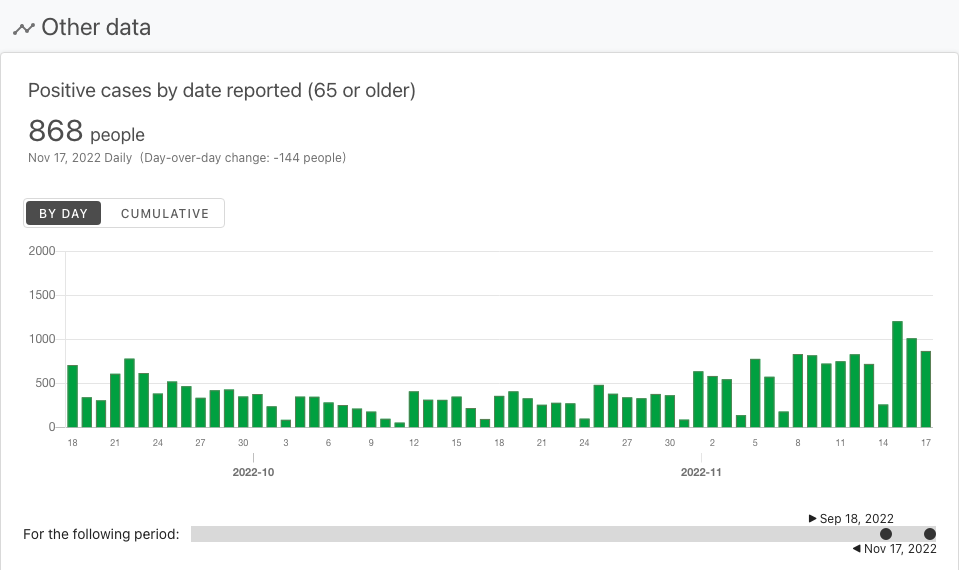 Other data
Positive cases by date reported (65 or older)
868 people
Nov 17, 2022 Daily (Day-over-day change: -144 people)
BY DAY CUMULATIVE
2000
1500
1000
500
0
18 21 24 27 30 3 6 9 12 15 18 21 24 27 30 2 5 8 11 14 17
2022-10 2022-11
Sep 18, 2022
For the following period:
Nov 17, 2022